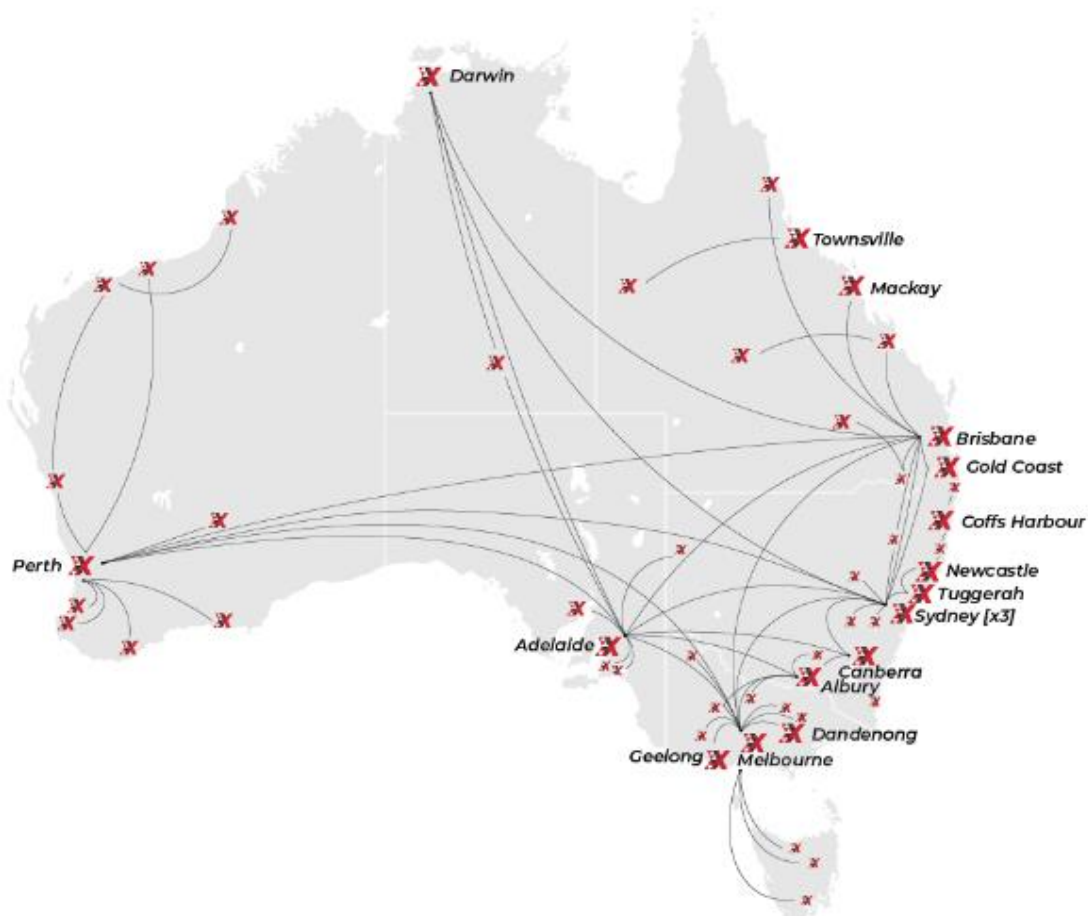 Darwin
Townsville
Mackay
Brisbane
Gold Coast
Coffs Harbour
Perth
Newcastle
Tuggerah
Sydney [x3]
Adelaide
Canberra
Albury
Dandenong
Geelong
Melbourne